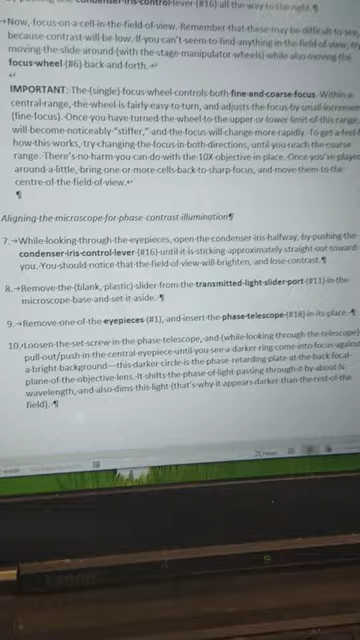 condenser-iris-control-lever (#16) all the way to the right.¶
Now, focus on a cell in the field of view. Remember that these may be difficult to see,
because contrast will be low. If you can't seem to find anything in the field of view, try
moving the slide around (with the stage manipulator wheels) while also moving the
focus wheel (#6) back and forth.↵
↵
IMPORTANT: The (single) focus wheel controls both fine and coarse focus. Within a
central range, the wheel is fairly easy to turn, and adjusts the focus by small increments
(fine focus). Once you have turned the wheel to the upper or lower limit of this range,
will become noticeably "stiffer," and the focus will change more rapidly. To get a feel
how this works, try changing the focus in both directions, until you reach the coarse
range. There's no harm you can do with the 10X objective in place. Once you've played
around a little, bring one or more cells back to sharp focus, and move them to the
centre of the field of view.↵
¶
Aligning the microscope for phase contrast illumination¶
7.→While looking through the eyepieces, open the condenser iris halfway, by pushing the
condenser iris control lever (#16) until it is sticking approximately straight out toward
you. You should notice that the field of view will brighten, and lose contrast.¶
8.→Remove the (blank, plastic) slider from the transmitted-light slider port (#11) in the
microscope base and set it aside. ¶
9.→Remove one of the eyepieces (#1), and insert the phase telescope (#18) in its place. ¶
10.Loosen the set screw in the phase telescope, and (while looking through the telescope)
pull out/push in the central eyepiece until you see a darker ring come into focus against
a bright background—this darker circle is the phase-retarding plate at the back focal
plane of the objective lens. It shifts the phase of light passing through it by about ¼
wavelength, and also dims this light (that's why it appears darker than the rest of the
field). ¶